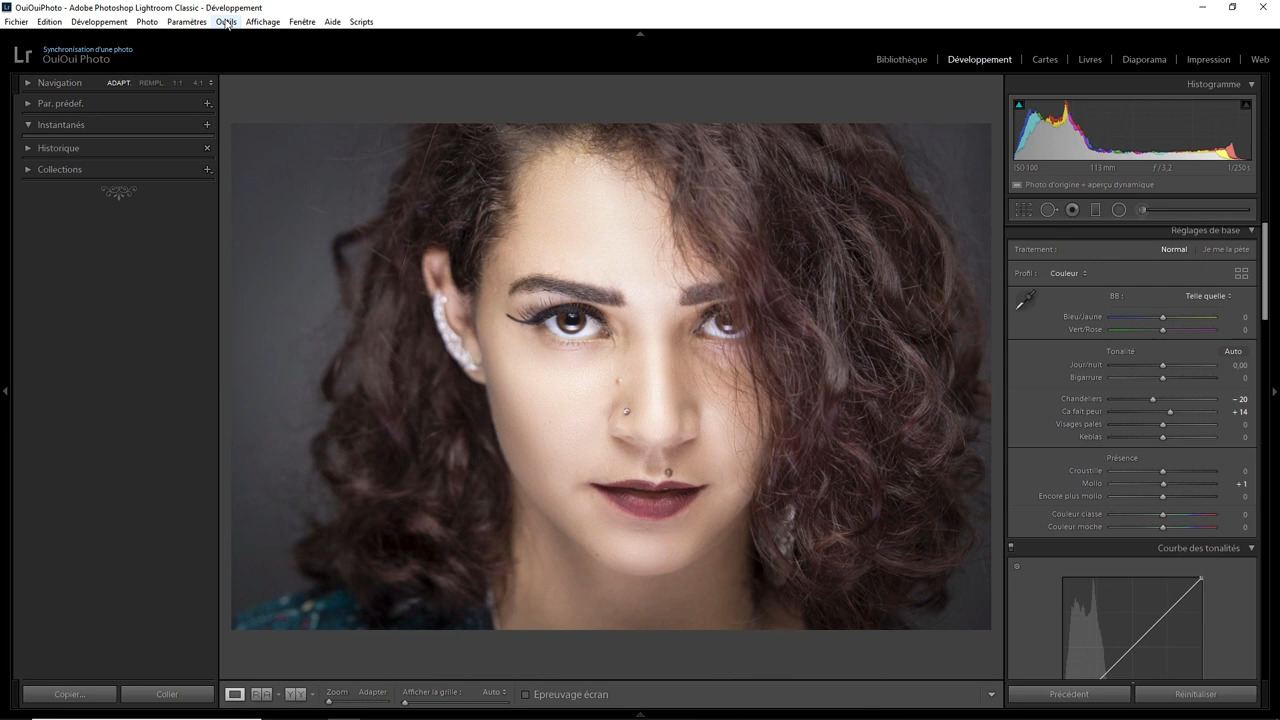 OuiOuiPhoto - Adobe Photoshop Lightroom Classic - Développement
Fichier Edition Développement Photo Paramètres Outils Affichage Fenêtre Aide Scripts
Lr
Synchronisation d'une photo
OuiOui Photo
Bibliothèque | Développement | Cartes | Livres | Diaporama | Impression | Web
Navigation ADAPT. REMPL. 1:1 4:1
Par. prédef.
Instantanés
Historique
Collections
Copier...
Colier
Zoom Adapter
Afficher la grille : Auto
Epreuvage écran
Histogramme
ISO 100 113 mm ƒ / 3,2 1/250 s
Photo d'origine + aperçu dynamique
Réglages de base
Traitement : Normal Je me la pète
Profil : Couleur
BB : Telle quelle
Bleu/Jaune 0
Vert/Rose 0
Tonalité Auto
Jour/nuit 0,00
Bigarrure 0
Chandeliers - 20
Ca fait peur + 14
Visages pales 0
Keblas 0
Présence
Croustille 0
Mollo + 1
Encore plus mollo 0
Couleur classe 0
Couleur moche 0
Courbe des tonalités
Précédent
Réinitialiser